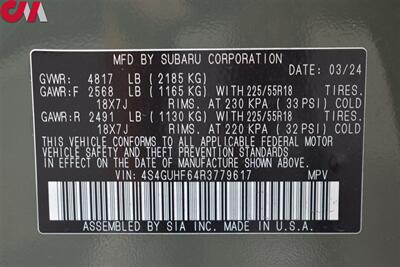 CM
MFD BY SUBARU CORPORATION
GVWR: 4817 LB (2185 KG) DATE: 03/24
GAWR:F 2568 LB (1165 KG) WITH 225/55R18 TIRES.
18X7J RIMS. AT 230 KPA (33 PSI) COLD
GAWR:R 2491 LB (1130 KG) WITH 225/55R18 TIRES.
18X7J RIMS. AT 220 KPA (32 PSI) COLD
THIS VEHICLE CONFORMS TO ALL APPLICABLE FEDERAL MOTOR
VEHICLE SAFETY, BUMPER, AND THEFT PREVENTION STANDARDS
IN EFFECT ON THE DATE OF MANUFACTURE SHOWN ABOVE.
VIN: 4S4GUHF64R3779617 MPV
ASSEMBLED BY SIA INC. MADE IN U.S.A.